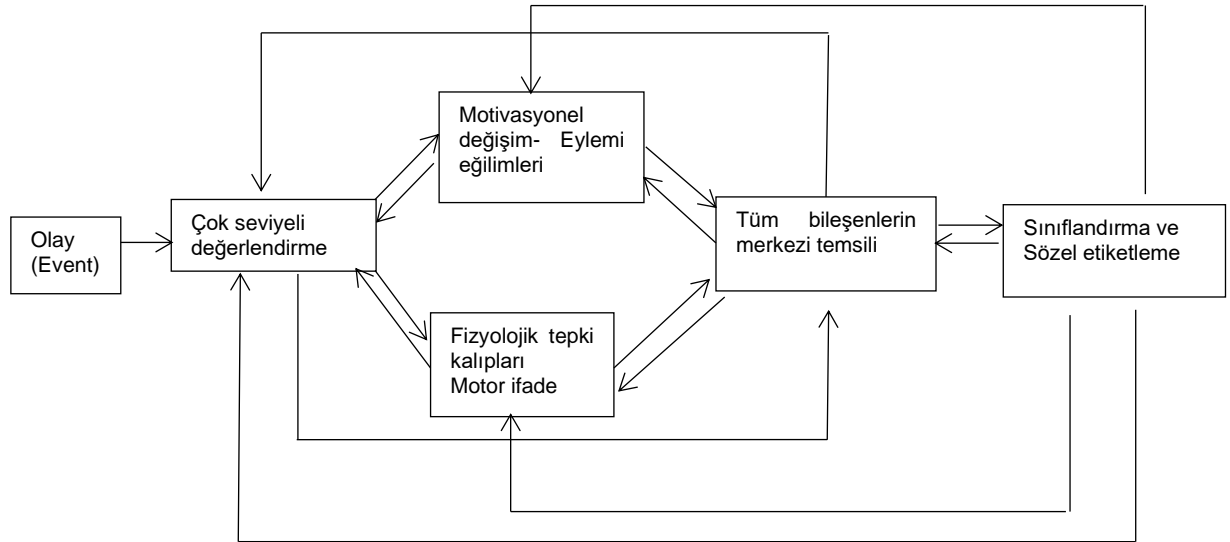 Olay
(Event)
Çok seviyeli
değerlendirme
Motivasyonel
değişim- Eylemi
eğilimleri
Fizyolojik tepki
kalıpları
Motor ifade
Tüm bileşenlerin
merkezi temsili
Sınıflandırma ve
Sözel etiketleme